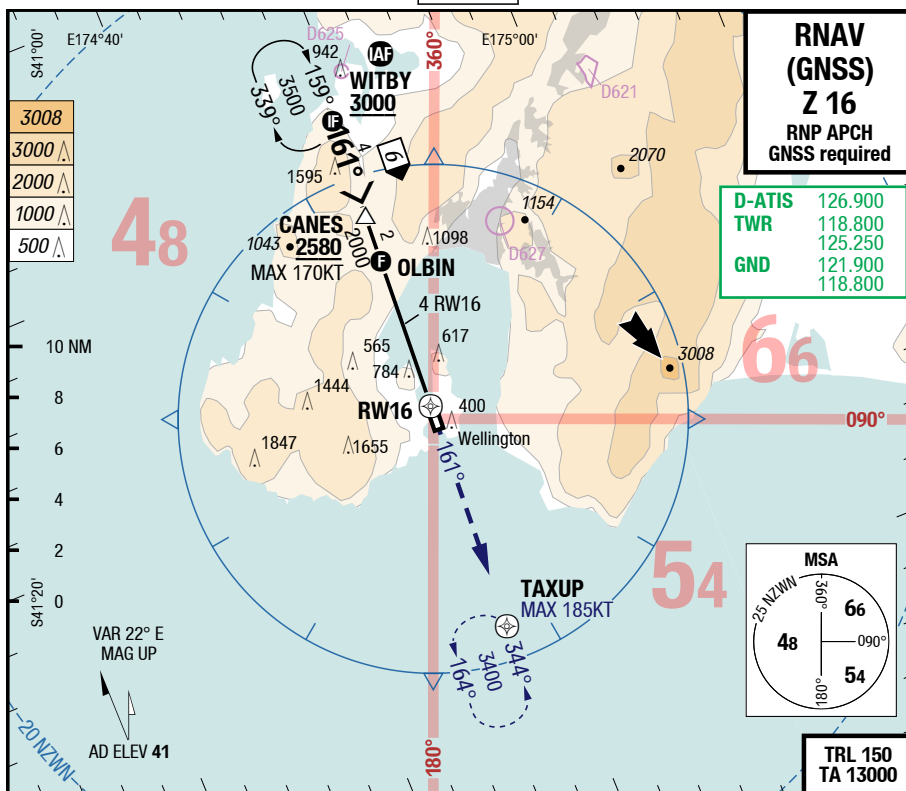 S41°00'
E174°40'
D625
942
IAF
WITBY
3000
360°
E175°00'
D621
RNAV
(GNSS)
Z 16
RNP APCH
GNSS required
3008
3000
2000
1000
500
159°
3500
339°
IF
161°
4
6
1595
2070
D-ATIS 126.900
TWR 118.800
125.250
GND 121.900
118.800
48
CANES
2580
MAX 170KT
1043
2000
2
1154
1098
D627
F OLBIN
4 RW16
10 NM
8
6
4
2
0
565
617
784
1444
3008
66
RW16
400
Wellington
090°
1847
1655
161°
54
S41°20'
TAXUP
MAX 185KT
344°
3400
164°
MSA
25 NZWN
360°
66
48
090°
54
180°
VAR 22° E
MAG UP
AD ELEV 41
20 NZWN
180°
TRL 150
TA 13000